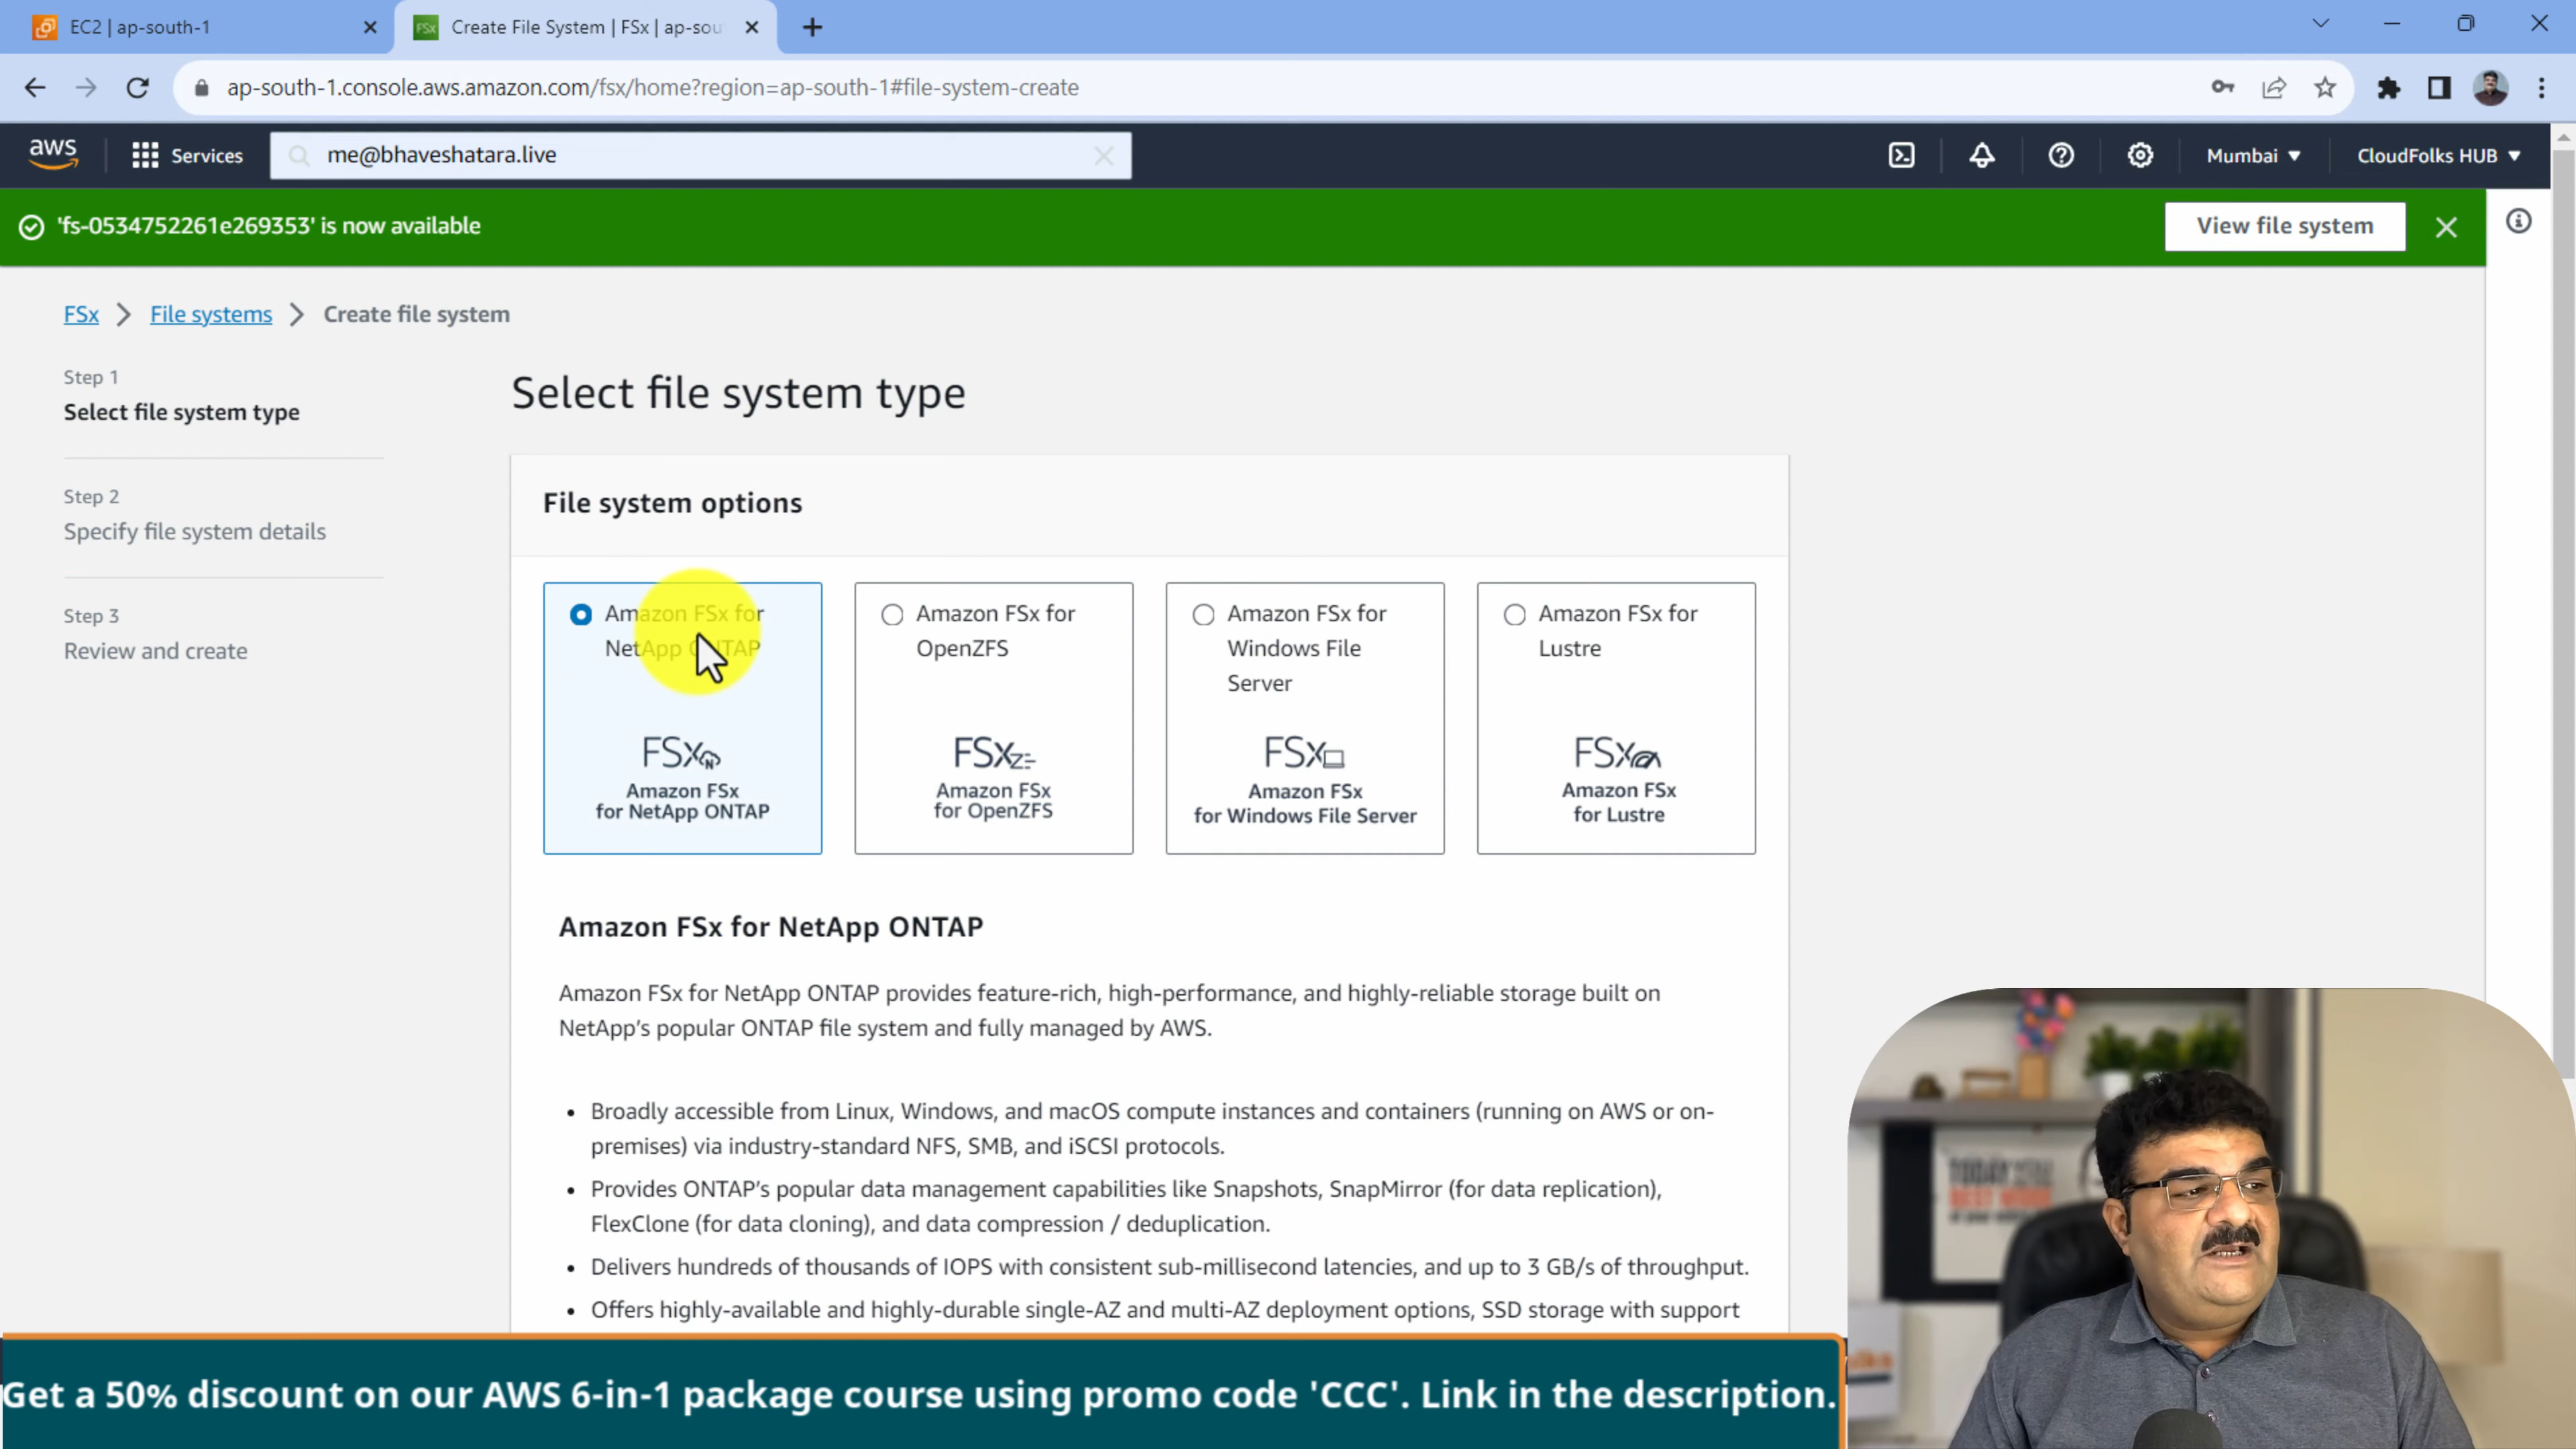 EC2 | ap-south-1
FSx
Create File System | FSx | ap-sou
ap-south-1.console.aws.amazon.com/fsx/home?region=ap-south-1#file-system-create
aws
Services
me@bhaveshatara.live
Mumbai
CloudFolks HUB
'fs-0534752261e269353' is now available
View file system
FSx
File systems
Create file system
Step 1
Select file system type
Step 2
Specify file system details
Step 3
Review and create
Select file system type
File system options
Amazon FSx for
NetApp ONTAP
FSx
Amazon FSx
for NetApp ONTAP
Amazon FSx for
OpenZFS
FSx
Amazon FSx
for OpenZFS
Amazon FSx for
Windows File
Server
FSx
Amazon FSx
for Windows File Server
Amazon FSx for
Lustre
FSx
Amazon FSx
for Lustre
Amazon FSx for NetApp ONTAP
Amazon FSx for NetApp ONTAP provides feature-rich, high-performance, and highly-reliable storage built on
NetApp's popular ONTAP file system and fully managed by AWS.
• Broadly accessible from Linux, Windows, and macOS compute instances and containers (running on AWS or on-
premises) via industry-standard NFS, SMB, and iSCSI protocols.
• Provides ONTAP's popular data management capabilities like Snapshots, SnapMirror (for data replication),
FlexClone (for data cloning), and data compression / deduplication.
• Delivers hundreds of thousands of IOPS with consistent sub-millisecond latencies, and up to 3 GB/s of throughput.
• Offers highly-available and highly-durable single-AZ and multi-AZ deployment options, SSD storage with support
Get a 50% discount on our AWS 6-in-1 package course using promo code 'CCC'. Link in the description.